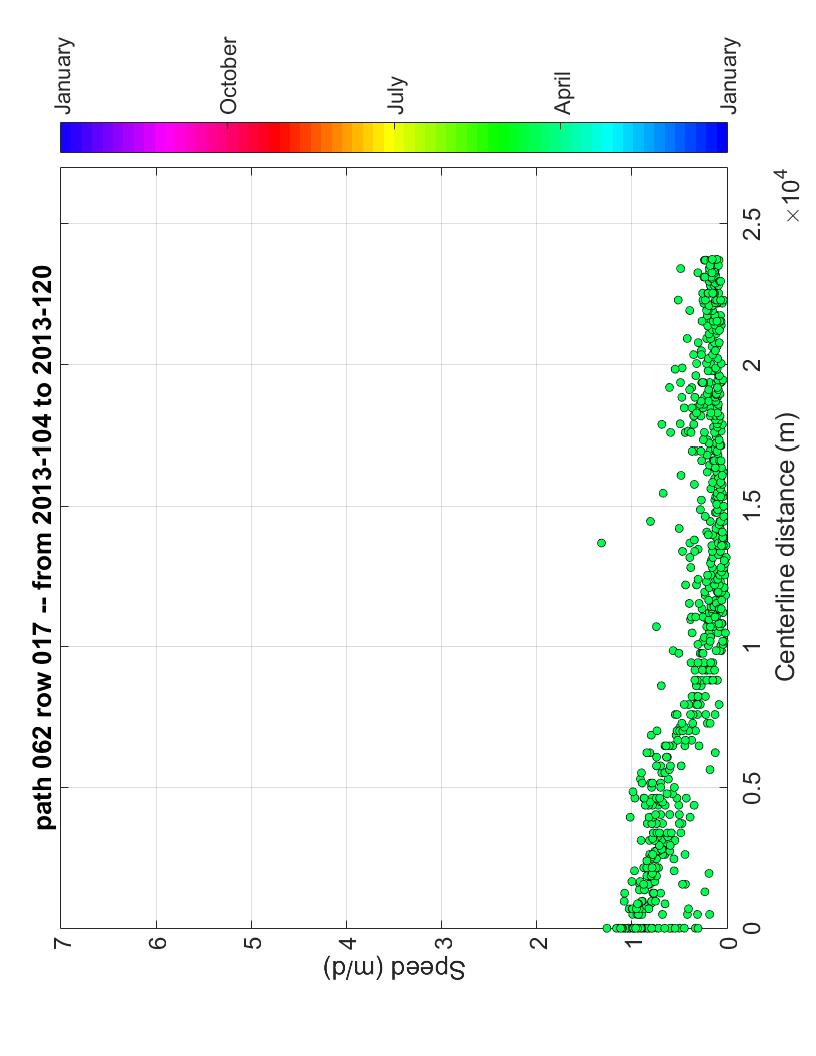 path 062 row 017 -- from 2013-104 to 2013-120
7
6
5
4
3
2
1
0
Speed (m/d)
0 0.5 1 1.5 2 2.5
×10^4
Centerline distance (m)
January
October
July
April
January